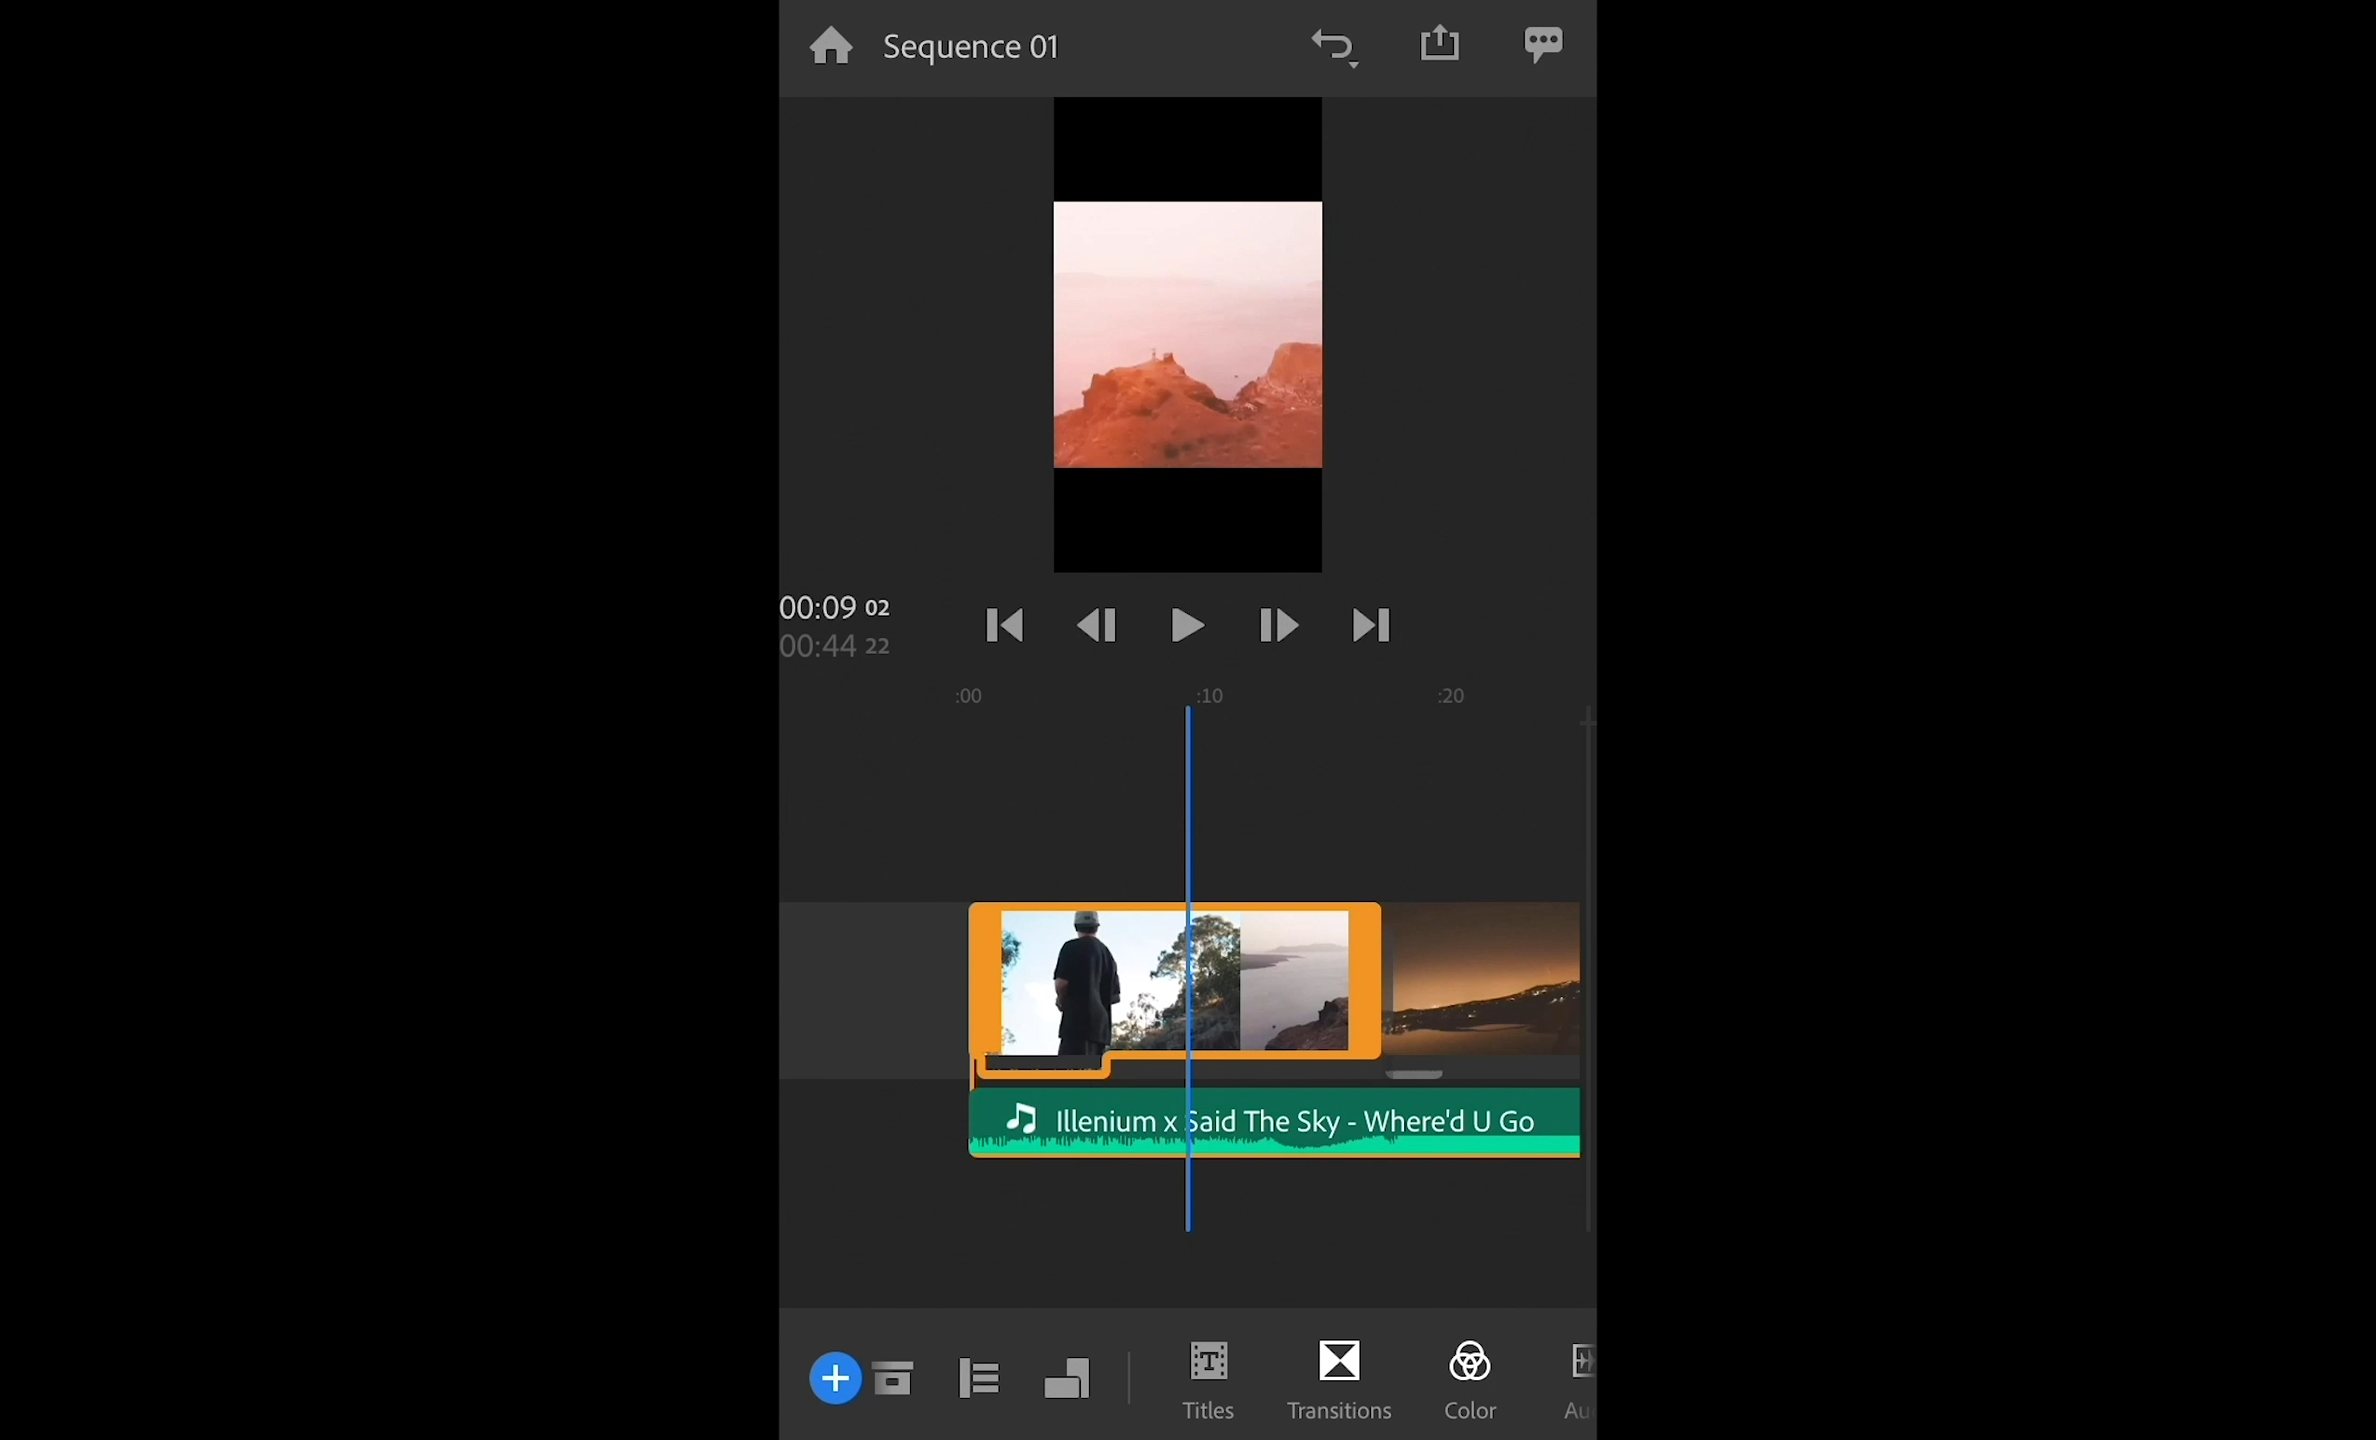 Sequence 01
00:09 02
00:44 22
:00 :10 :20
Illenium x Said The Sky - Where'd U Go
Titles Transitions Color Au